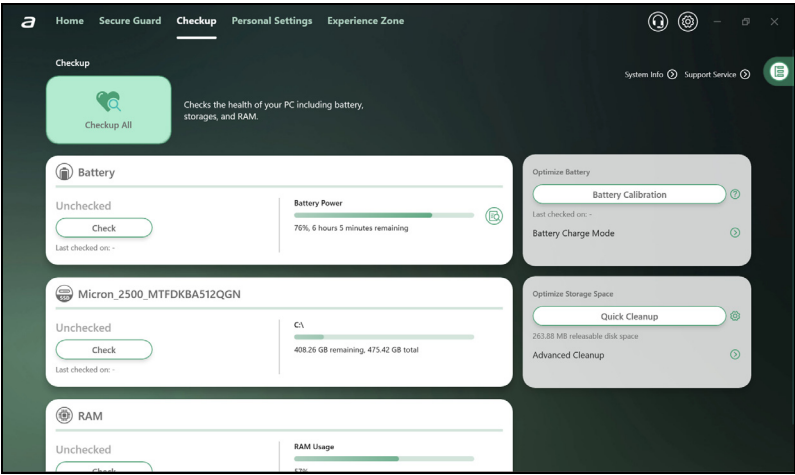 a Home Secure Guard Checkup Personal Settings Experience Zone
Checkup
System Info Support Service
Checkup All
Checks the health of your PC including battery,
storages, and RAM.
Battery
Unchecked
Check
Last checked on: -
Battery Power
76%, 6 hours 5 minutes remaining
Optimize Battery
Battery Calibration
Last checked on: -
Battery Charge Mode
SSD
Micron_2500_MTFDKBA512QGN
Unchecked
Check
Last checked on: -
C:\
408.26 GB remaining, 475.42 GB total
Optimize Storage Space
Quick Cleanup
263.88 MB releasable disk space
Advanced Cleanup
RAM
Unchecked
Check
RAM Usage
57%